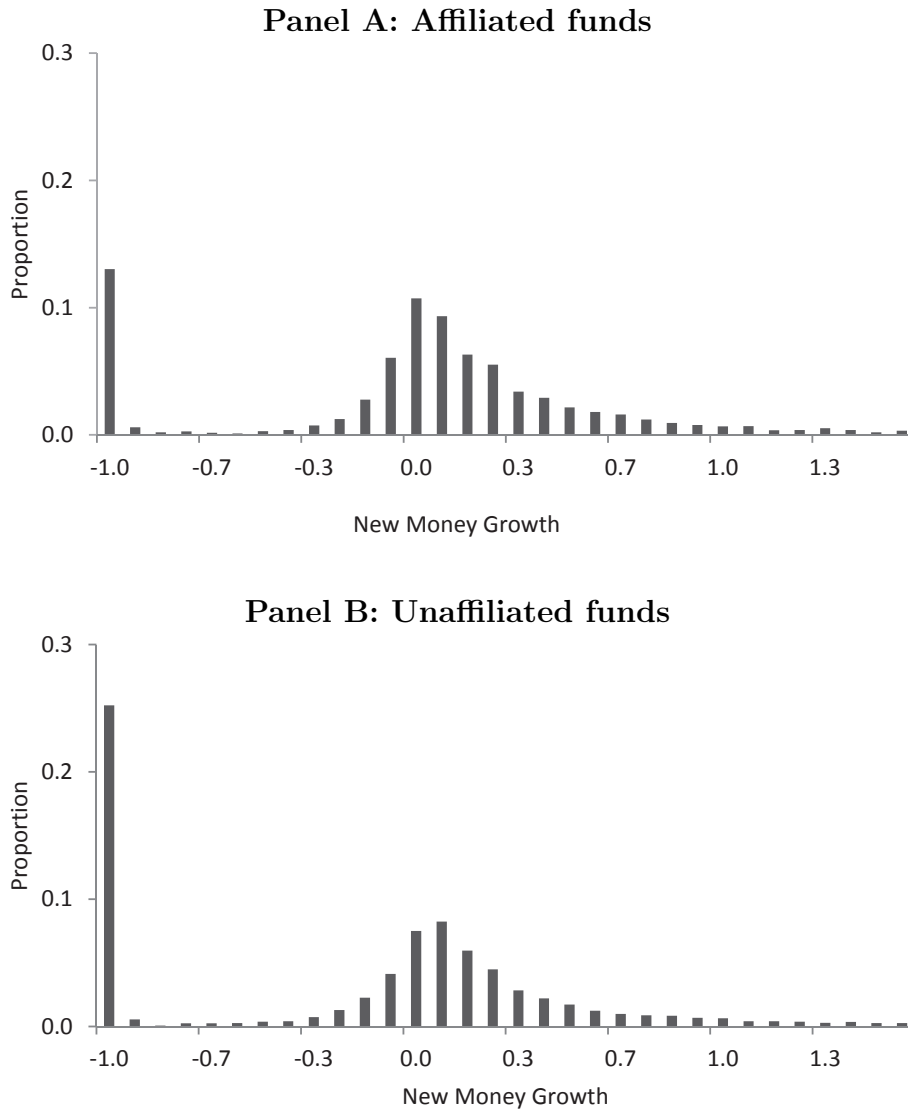 Panel A: Affiliated funds
0.3
0.2
0.1
0.0
Proportion
-1.0 -0.7 -0.3 0.0 0.3 0.7 1.0 1.3
New Money Growth
Panel B: Unaffiliated funds
0.3
0.2
0.1
0.0
Proportion
-1.0 -0.7 -0.3 0.0 0.3 0.7 1.0 1.3
New Money Growth